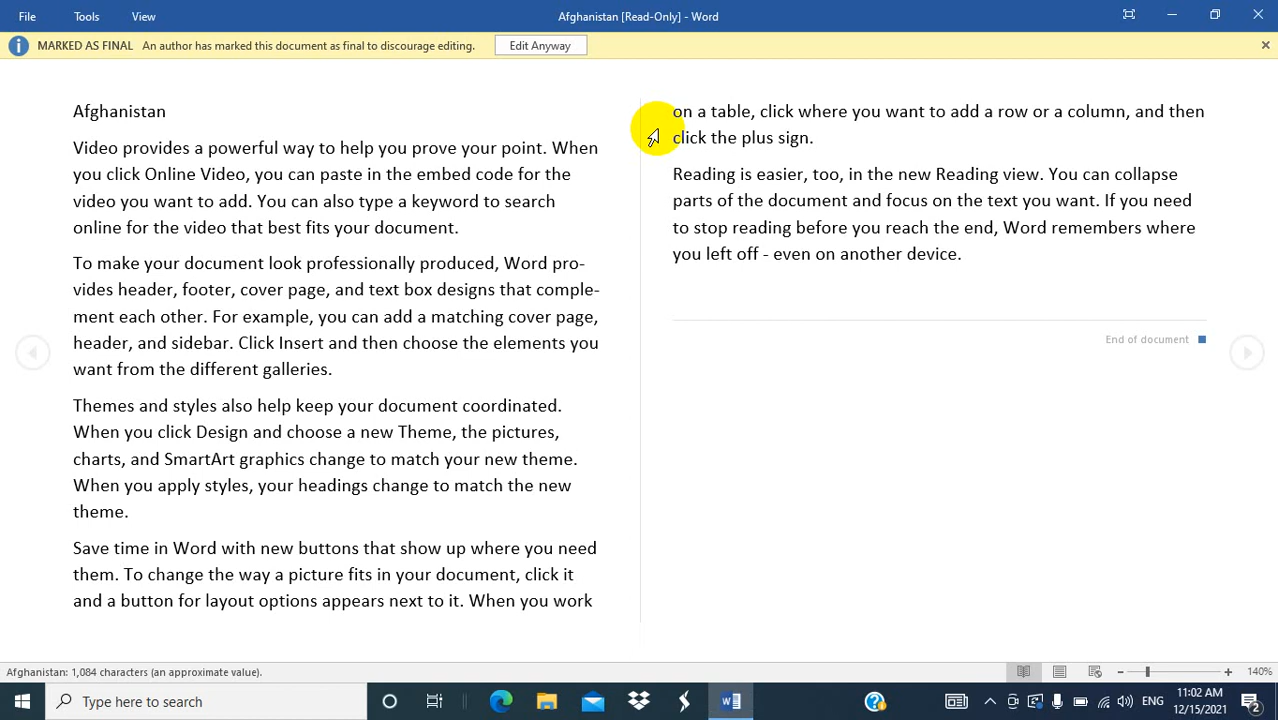 File Tools View Afghanistan [Read-Only] - Word
MARKED AS FINAL An author has marked this document as final to discourage editing. Edit Anyway
Afghanistan
Video provides a powerful way to help you prove your point. When
you click Online Video, you can paste in the embed code for the
video you want to add. You can also type a keyword to search
online for the video that best fits your document.
To make your document look professionally produced, Word pro-
vides header, footer, cover page, and text box designs that comple-
ment each other. For example, you can add a matching cover page,
header, and sidebar. Click Insert and then choose the elements you
want from the different galleries.
Themes and styles also help keep your document coordinated.
When you click Design and choose a new Theme, the pictures,
charts, and SmartArt graphics change to match your new theme.
When you apply styles, your headings change to match the new
theme.
Save time in Word with new buttons that show up where you need
them. To change the way a picture fits in your document, click it
and a button for layout options appears next to it. When you work
on a table, click where you want to add a row or a column, and then
click the plus sign.
Reading is easier, too, in the new Reading view. You can collapse
parts of the document and focus on the text you want. If you need
to stop reading before you reach the end, Word remembers where
you left off - even on another device.
End of document
Afghanistan: 1,084 characters (an approximate value). 140%
Type here to search ENG 11:02 AM
12/15/2021 2